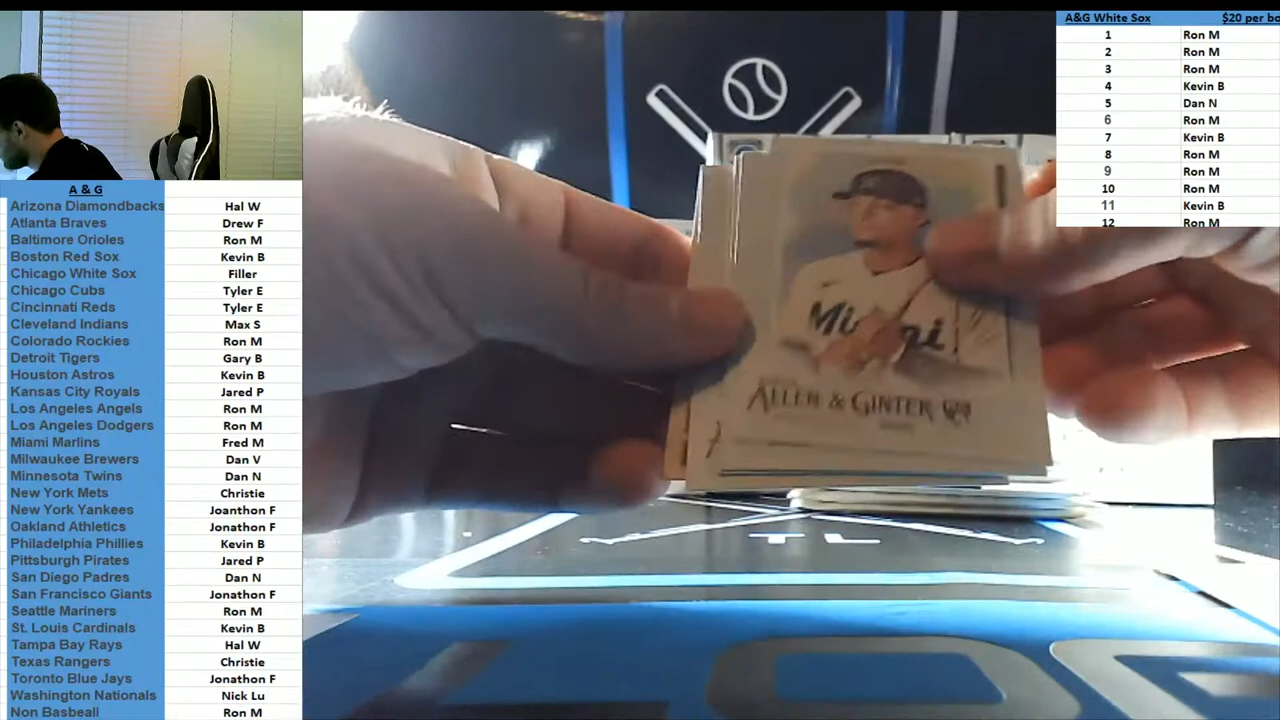 A & G
Arizona Diamondbacks Hal W
Atlanta Braves Drew F
Baltimore Orioles Ron M
Boston Red Sox Kevin B
Chicago White Sox Filler
Chicago Cubs Tyler E
Cincinnati Reds Tyler E
Cleveland Indians Max S
Colorado Rockies Ron M
Detroit Tigers Gary B
Houston Astros Kevin B
Kansas City Royals Jared P
Los Angeles Angels Ron M
Los Angeles Dodgers Ron M
Miami Marlins Fred M
Milwaukee Brewers Dan V
Minnesota Twins Dan N
New York Mets Christie
New York Yankees Joanthon F
Oakland Athletics Jonathon F
Philadelphia Phillies Kevin B
Pittsburgh Pirates Jared P
San Diego Padres Dan N
San Francisco Giants Jonathon F
Seattle Mariners Ron M
St. Louis Cardinals Kevin B
Tampa Bay Rays Hal W
Texas Rangers Christie
Toronto Blue Jays Jonathon F
Washington Nationals Nick Lu
Non Basbeall Ron M
ALLEN & GINTER
TL
A&G White Sox $20 per bo
1 Ron M
2 Ron M
3 Ron M
4 Kevin B
5 Dan N
6 Ron M
7 Kevin B
8 Ron M
9 Ron M
10 Ron M
11 Kevin B
12 Ron M